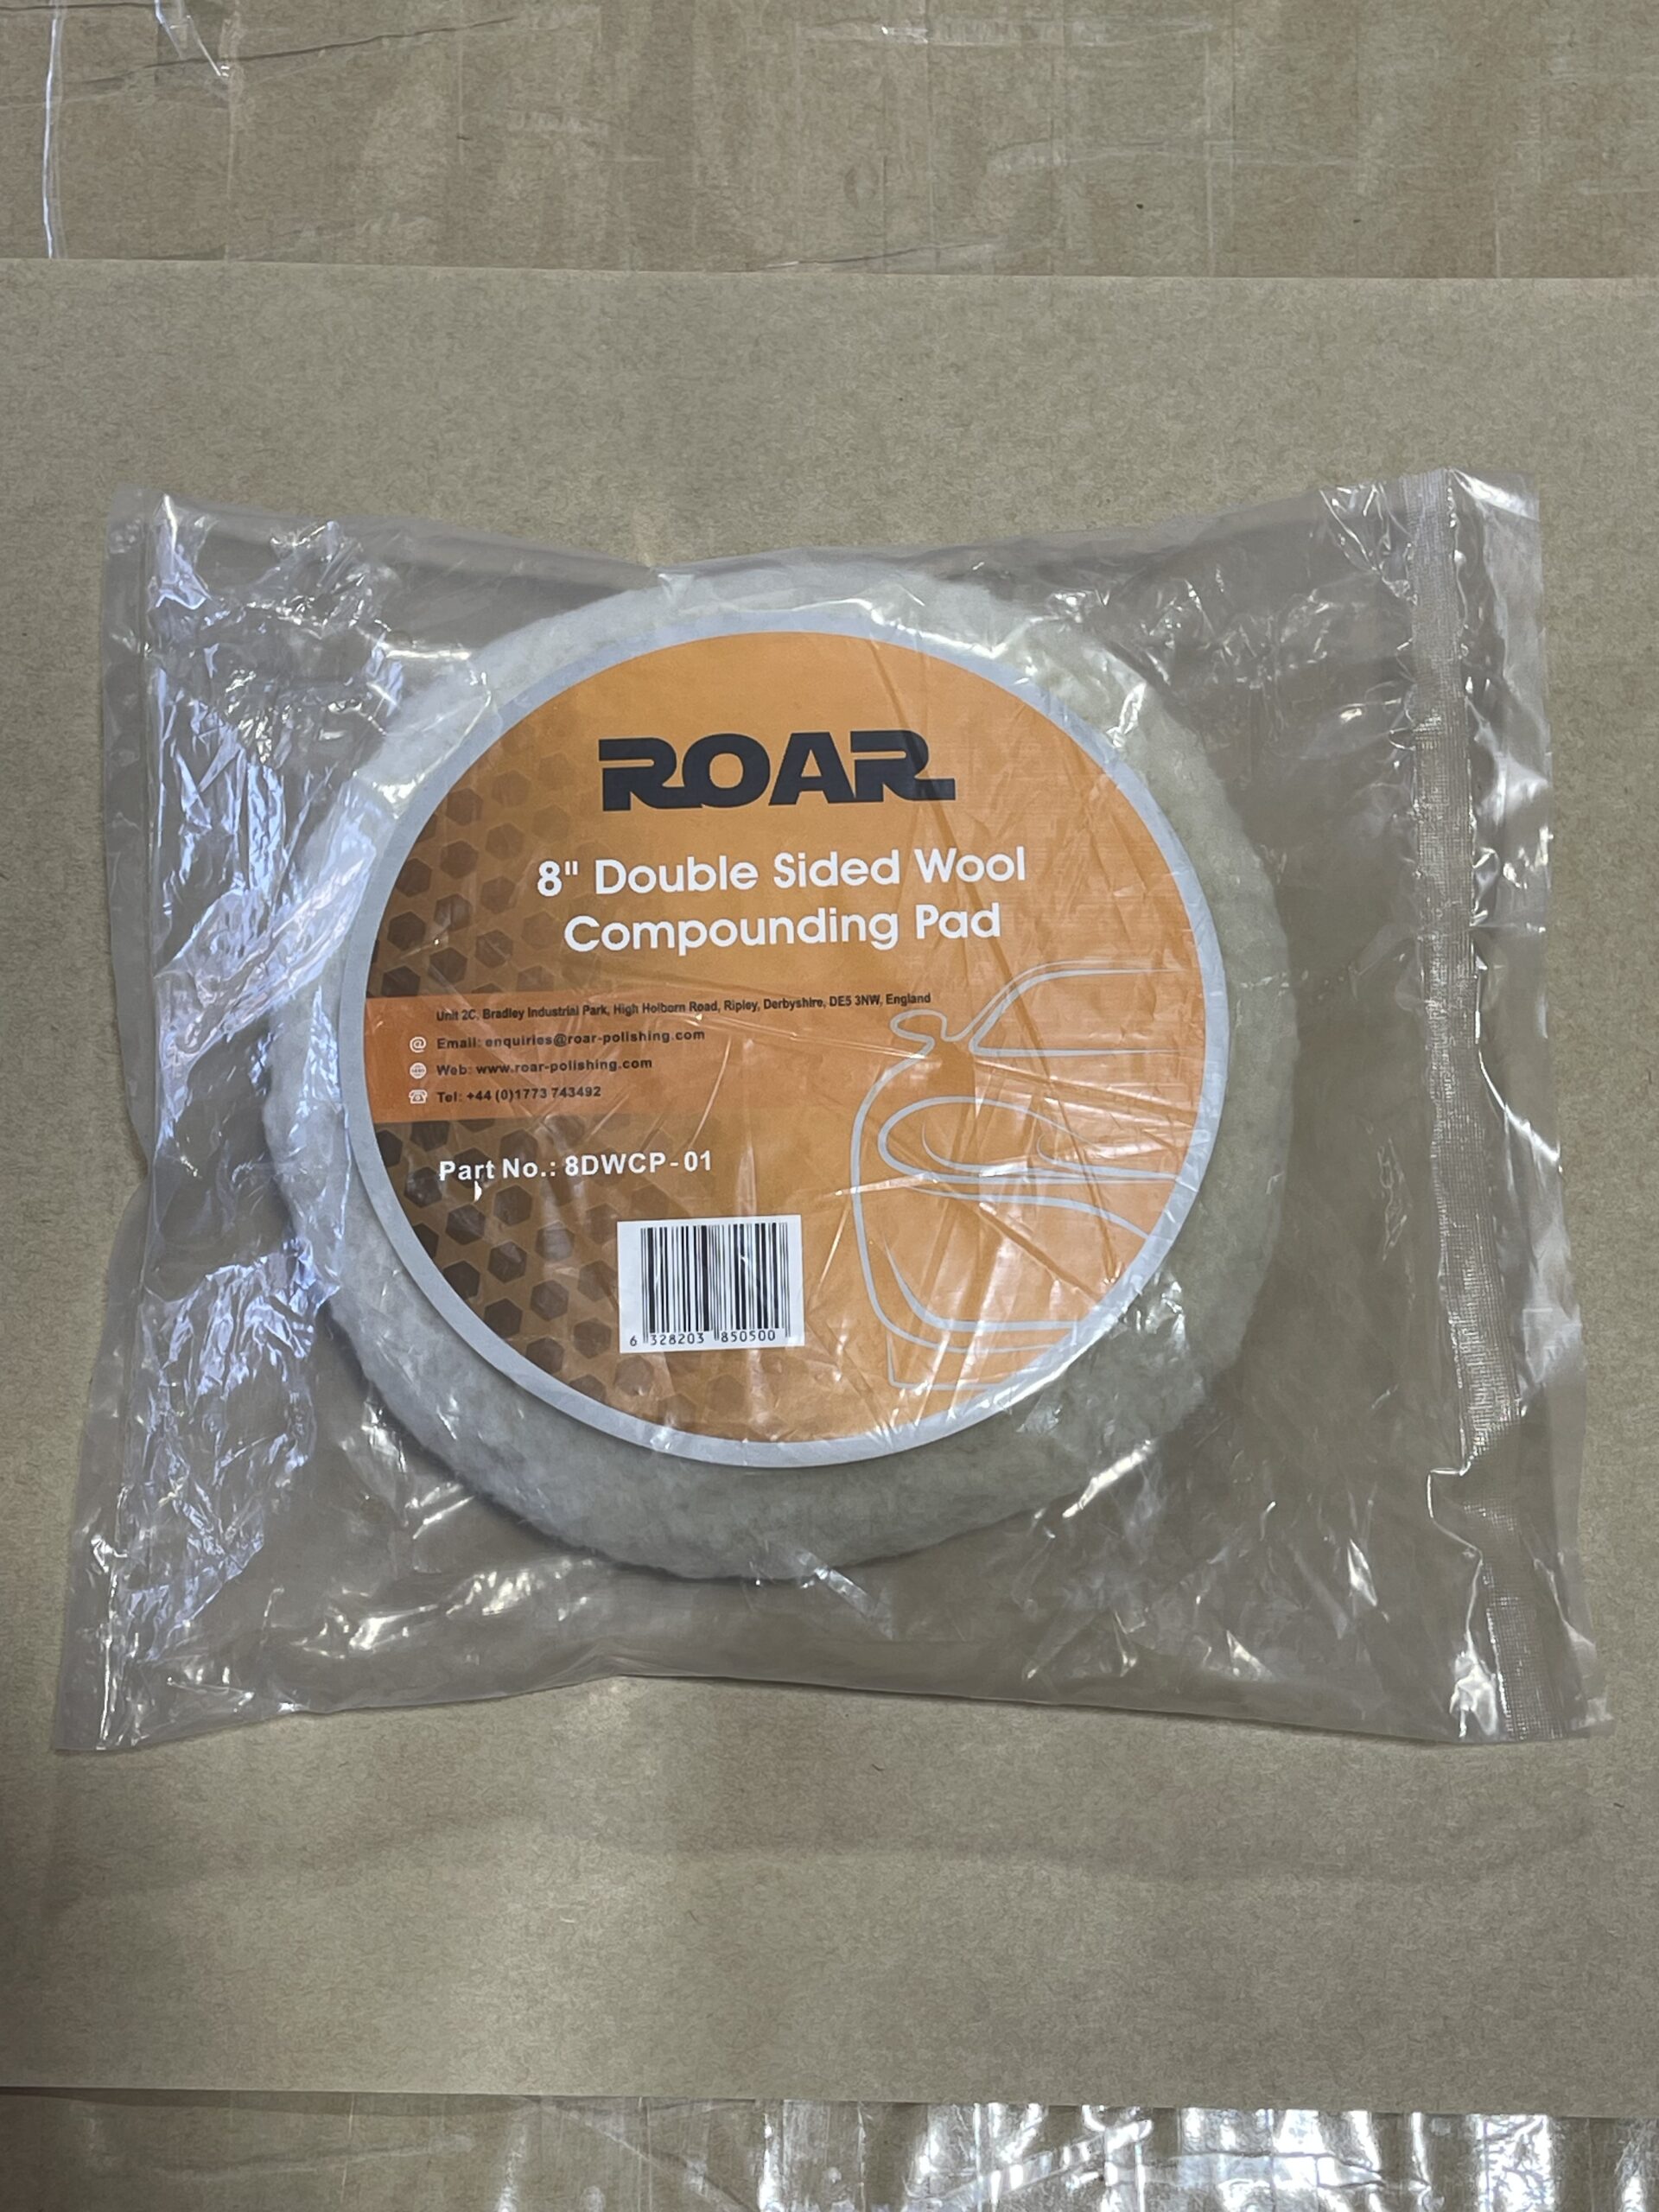 ROAR
8" Double Sided Wool
Compounding Pad
Unit 2C, Bradley Industrial Park, High Holborn Road, Ripley, Derbyshire, DE5 3NW, England
@ Email: enquiries@roar-polishing.com
Web: www.roar-polishing.com
Tel: +44 (0)1773 743492
Part No.: 8DWCP-01
6 328203 850500